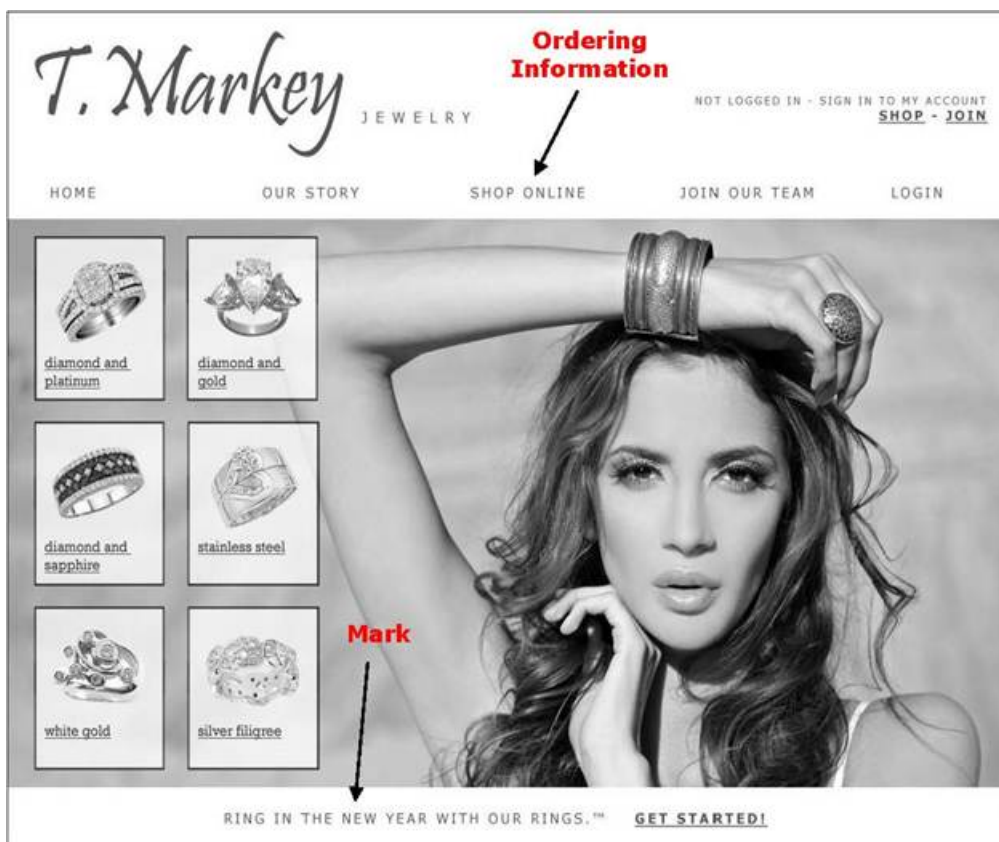 T. Markey
JEWELRY
Ordering
Information
NOT LOGGED IN - SIGN IN TO MY ACCOUNT
SHOP - JOIN
HOME
OUR STORY
SHOP ONLINE
JOIN OUR TEAM
LOGIN
diamond and
platinum
diamond and
gold
diamond and
sapphire
stainless steel
white gold
silver filigree
Mark
RING IN THE NEW YEAR WITH OUR RINGS.™
GET STARTED!